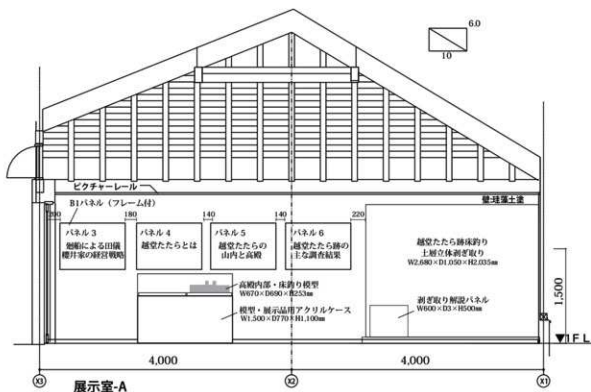 6.0
10
ピクチャーレール
壁:珪藻土塗
B1パネル（フレーム付）
200
180
140
140
220
パネル 3
廻船による田儀
櫻井家の経営戦略
パネル 4
越堂たたらとは
パネル 5
越堂たたらの
山内と高殿
パネル 6
越堂たたら跡の
主な調査結果
越堂たたら跡床釣り
土層立体剥ぎ取り
W2,680×D1,050×H2,035㎜
高殿内部・床釣り模型
W670×D690×H253㎜
模型・展示品用アクリルケース
W1,500×D770×H1,100㎜
剥ぎ取り解説パネル
W600×D3×H500㎜
1,500
1FL
4,000
4,000
X3
X2
X1
展示室-A